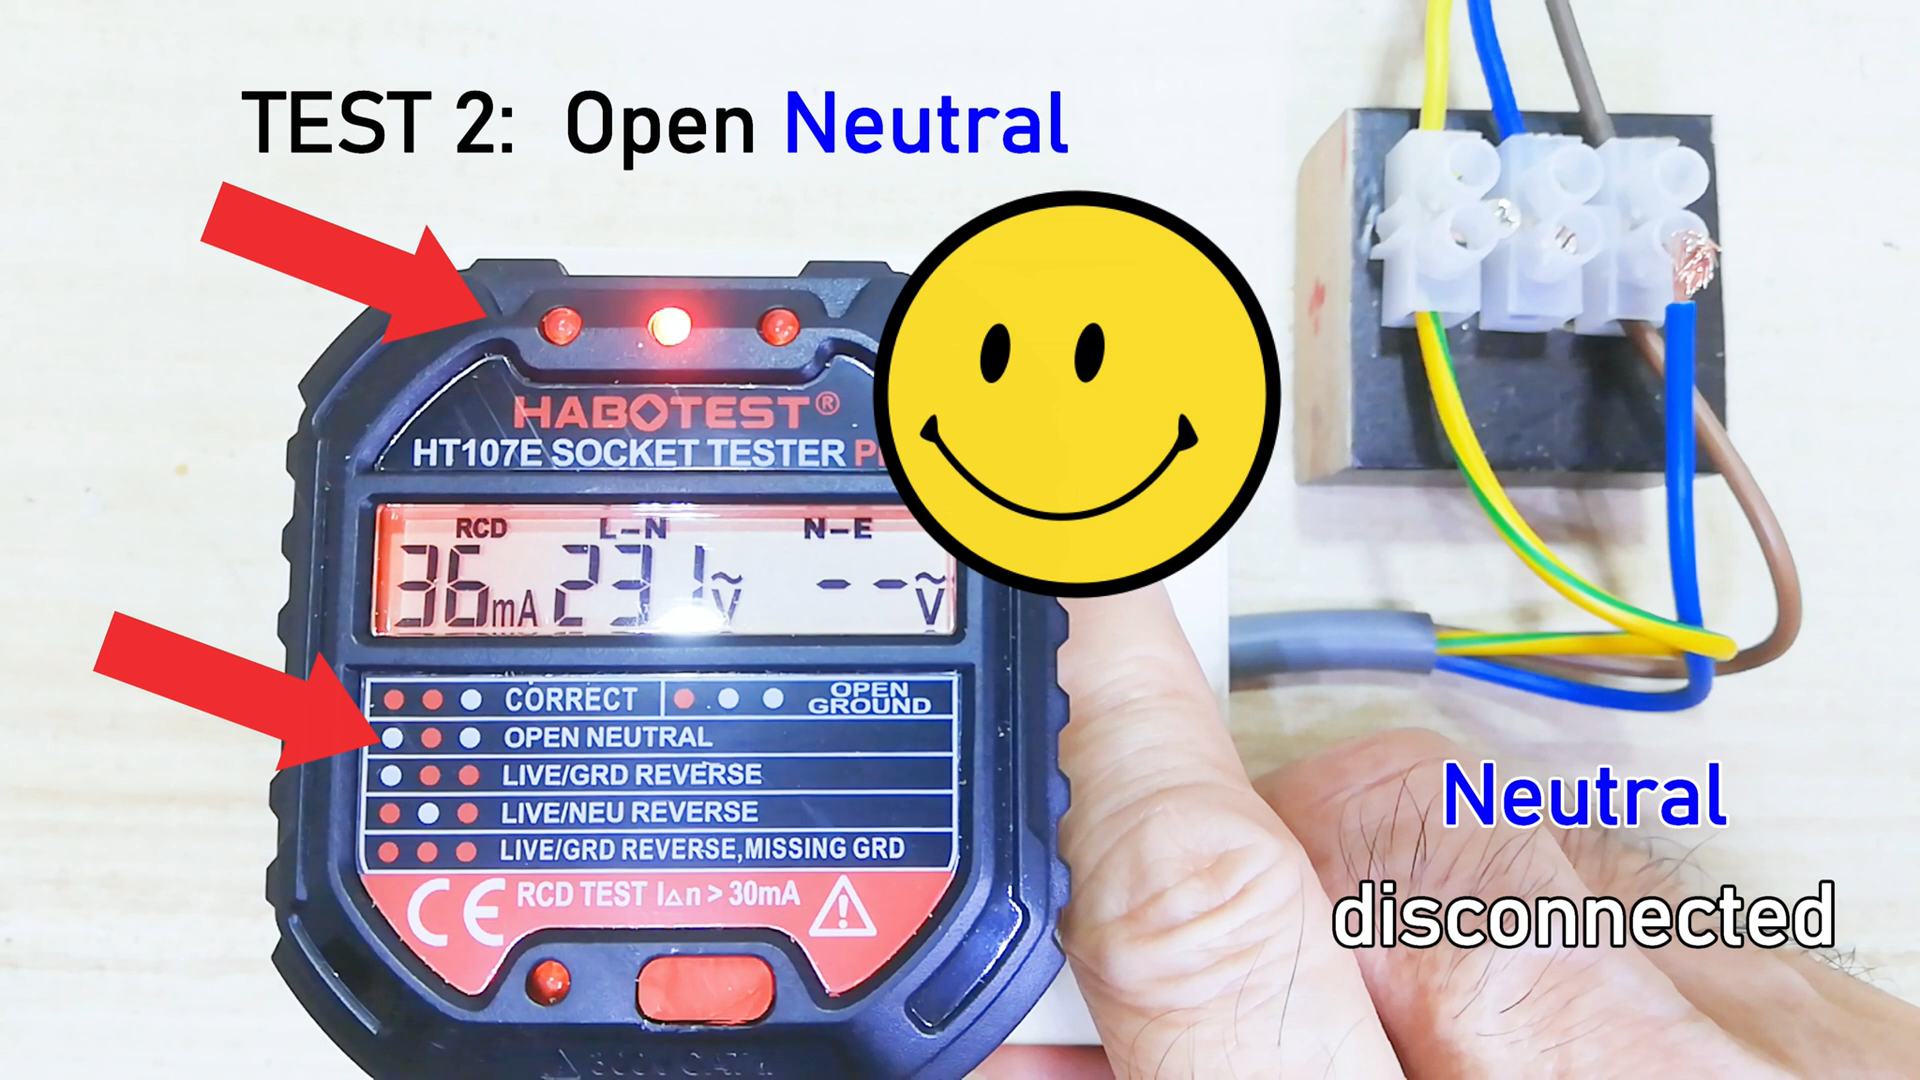 TEST 2: Open Neutral
HABOTEST®
HT107E SOCKET TESTER
RCD L-N N-E
36mA 231V~ --V~
CORRECT OPEN GROUND
OPEN NEUTRAL
LIVE/GRD REVERSE
LIVE/NEU REVERSE
LIVE/GRD REVERSE,MISSING GRD
CE RCD TEST I△n > 30mA
Neutral
disconnected